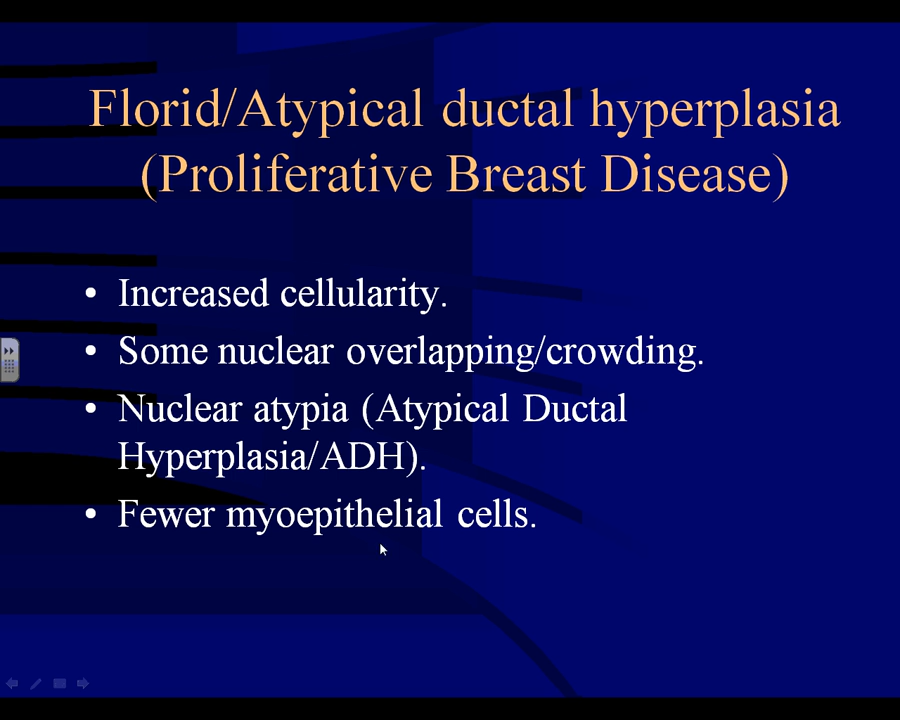 Florid/Atypical ductal hyperplasia
(Proliferative Breast Disease)
• Increased cellularity.
• Some nuclear overlapping/crowding.
• Nuclear atypia (Atypical Ductal
Hyperplasia/ADH).
• Fewer myoepithelial cells.